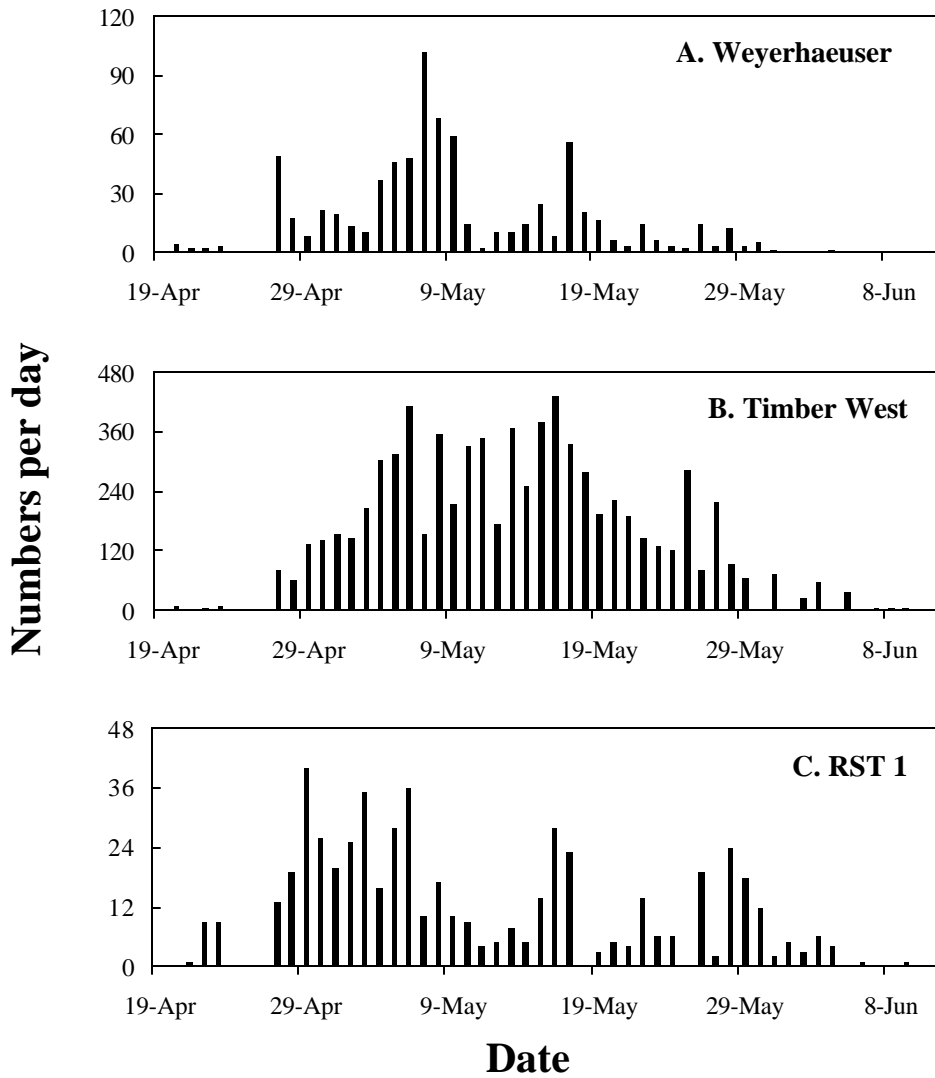 Numbers per day
A. Weyerhaeuser
120
90
60
30
0
19-Apr 29-Apr 9-May 19-May 29-May 8-Jun
B. Timber West
480
360
240
120
0
19-Apr 29-Apr 9-May 19-May 29-May 8-Jun
C. RST 1
48
36
24
12
0
19-Apr 29-Apr 9-May 19-May 29-May 8-Jun
Date